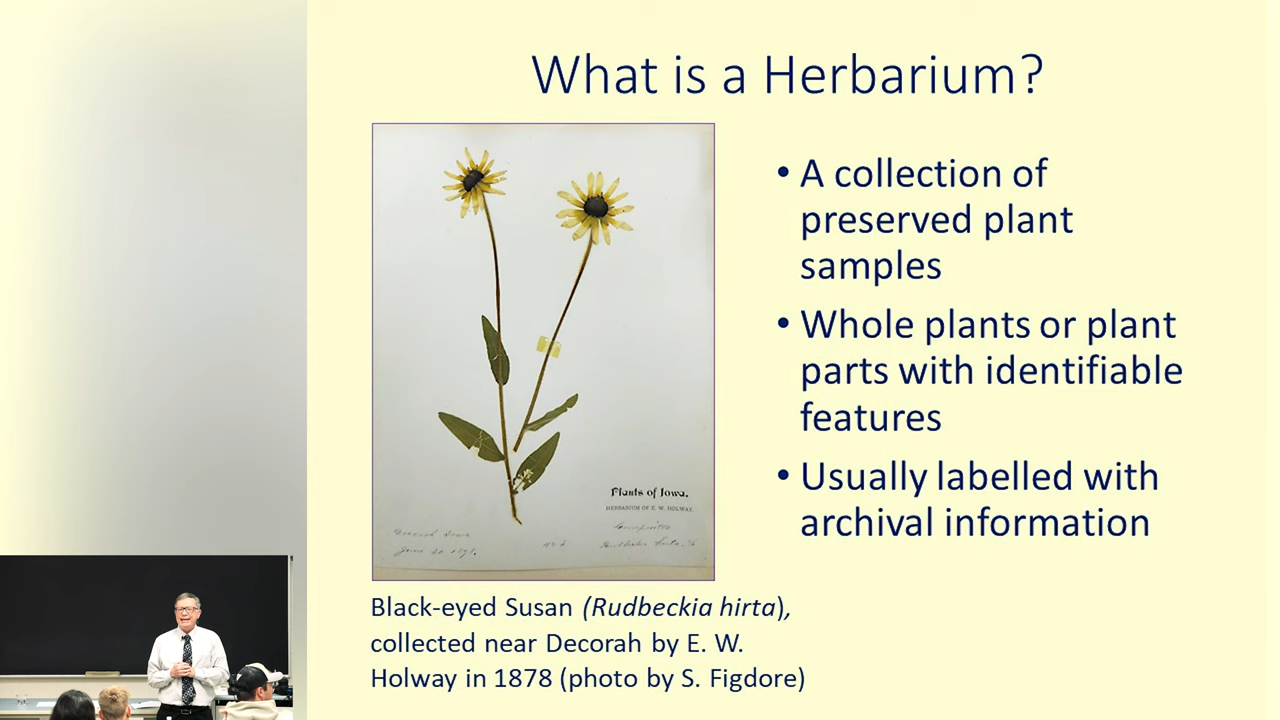 What is a Herbarium?
• A collection of
preserved plant
samples
• Whole plants or plant
parts with identifiable
features
• Usually labelled with
archival information
Plants of Iowa.
HERBARIUM OF E. W. HOLWAY.
Decorah Iowa
Black-eyed Susan (Rudbeckia hirta),
collected near Decorah by E. W.
Holway in 1878 (photo by S. Figdore)